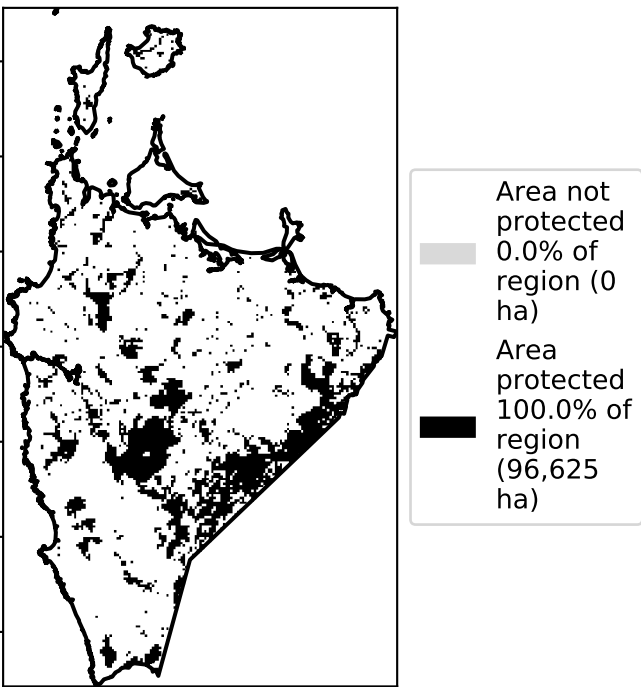 Area not
protected
0.0% of
region (0
ha)
Area
protected
100.0% of
region
(96,625
ha)